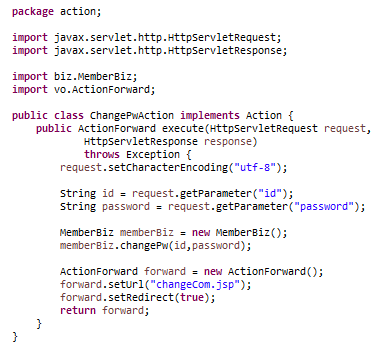 package action;

import javax.servlet.http.HttpServletRequest;
import javax.servlet.http.HttpServletResponse;

import biz.MemberBiz;
import vo.ActionForward;

public class ChangePwAction implements Action {
    public ActionForward execute(HttpServletRequest request,
            HttpServletResponse response)
            throws Exception {
        request.setCharacterEncoding("utf-8");

        String id = request.getParameter("id");
        String password = request.getParameter("password");

        MemberBiz memberBiz = new MemberBiz();
        memberBiz.changePw(id,password);

        ActionForward forward = new ActionForward();
        forward.setUrl("changeCom.jsp");
        forward.setRedirect(true);
        return forward;
    }
}